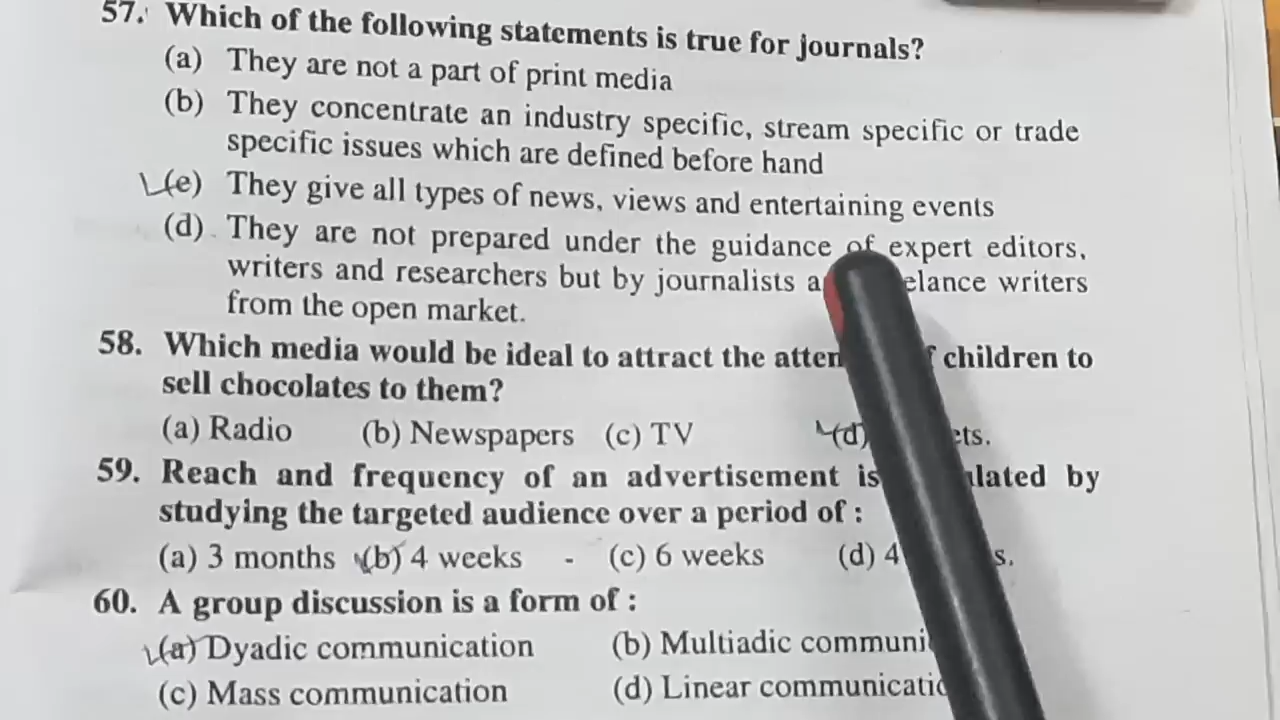 57. Which of the following statements is true for journals?
(a) They are not a part of print media
(b) They concentrate an industry specific, stream specific or trade
specific issues which are defined before hand
(e) They give all types of news, views and entertaining events
(d) They are not prepared under the guidance of expert editors,
writers and researchers but by journalists writers
from the open market.
58. Which media would be ideal to attract the children to
sell chocolates to them?
(a) Radio (b) Newspapers (c) TV (d)
59. Reach and frequency of an advertisement is by
studying the targeted audience over a period of :
(a) 3 months (b) 4 weeks - (c) 6 weeks (d) 4
60. A group discussion is a form of :
(a) Dyadic communication (b) Multiadic
(c) Mass communication (d) Linear